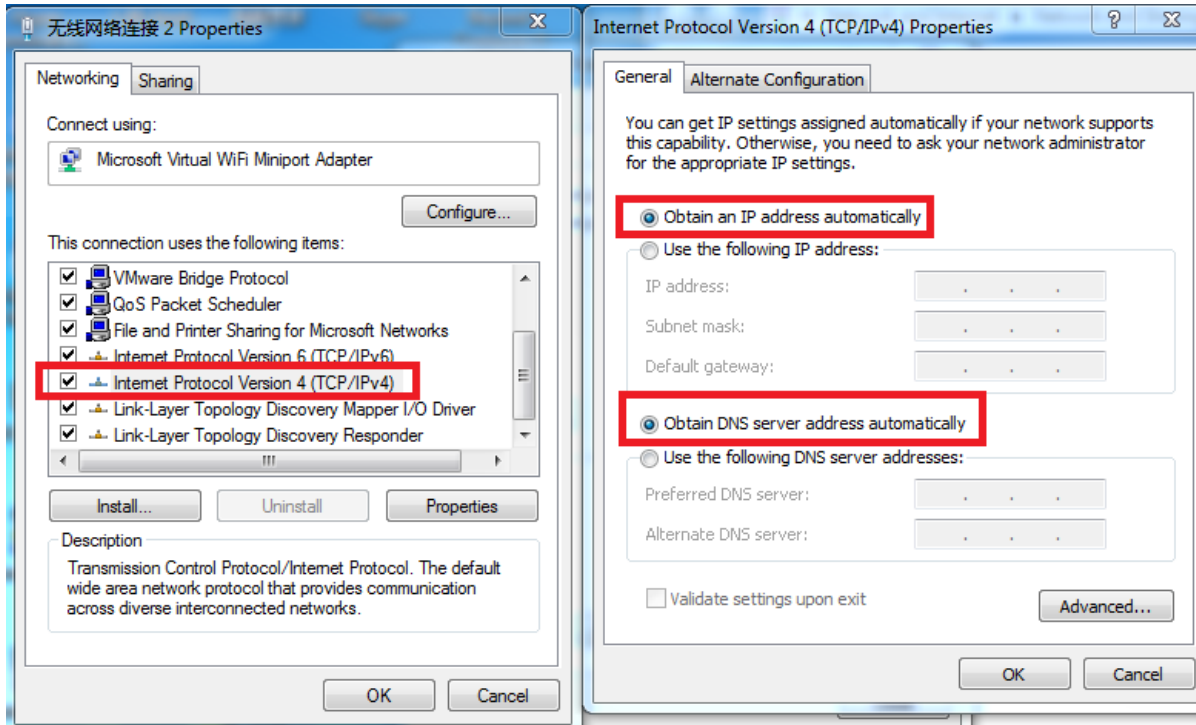 无线网络连接 2 Properties
Networking
Sharing
Connect using:
Microsoft Virtual WiFi Miniport Adapter
Configure...
This connection uses the following items:
VMware Bridge Protocol
QoS Packet Scheduler
File and Printer Sharing for Microsoft Networks
Internet Protocol Version 6 (TCP/IPv6)
Internet Protocol Version 4 (TCP/IPv4)
Link-Layer Topology Discovery Mapper I/O Driver
Link-Layer Topology Discovery Responder
Install...
Uninstall
Properties
Description
Transmission Control Protocol/Internet Protocol. The default
wide area network protocol that provides communication
across diverse interconnected networks.
OK
Cancel
Internet Protocol Version 4 (TCP/IPv4) Properties
General
Alternate Configuration
You can get IP settings assigned automatically if your network supports
this capability. Otherwise, you need to ask your network administrator
for the appropriate IP settings.
Obtain an IP address automatically
Use the following IP address:
IP address:
Subnet mask:
Default gateway:
Obtain DNS server address automatically
Use the following DNS server addresses:
Preferred DNS server:
Alternate DNS server:
Validate settings upon exit
Advanced...
OK
Cancel